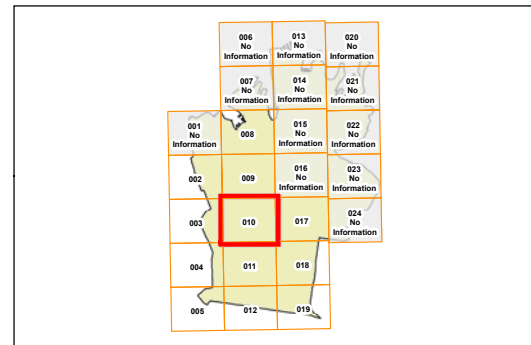 006
No
Information
013
No
Information
020
No
Information
007
No
Information
014
No
Information
021
No
Information
001
No
Information
008
015
No
Information
022
No
Information
002
009
016
No
Information
023
No
Information
003
010
017
024
No
Information
004
011
018
005
012
019